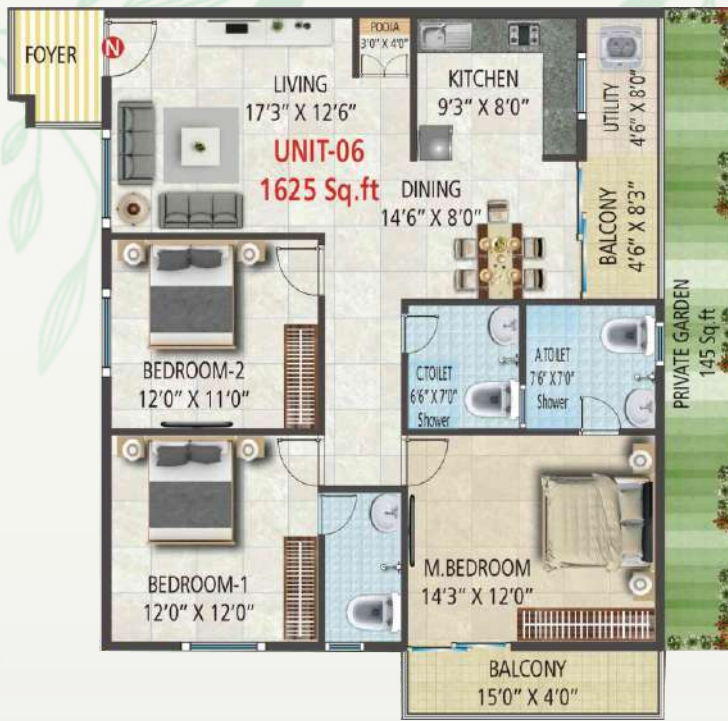 FOYER
N
POOJA
3'0" X 4'0"
LIVING
17'3" X 12'6"
KITCHEN
9'3" X 8'0"
UTILITY
4'6" X 8'0"
UNIT-06
1625 Sq.ft
DINING
14'6" X 8'0"
BALCONY
4'6" X 8'3"
PRIVATE GARDEN
145 Sq.ft
BEDROOM-2
12'0" X 11'0"
C.TOILET
6'6" X 7'0"
Shower
A.TOILET
7'6" X 7'0"
Shower
BEDROOM-1
12'0" X 12'0"
M.BEDROOM
14'3" X 12'0"
BALCONY
15'0" X 4'0"